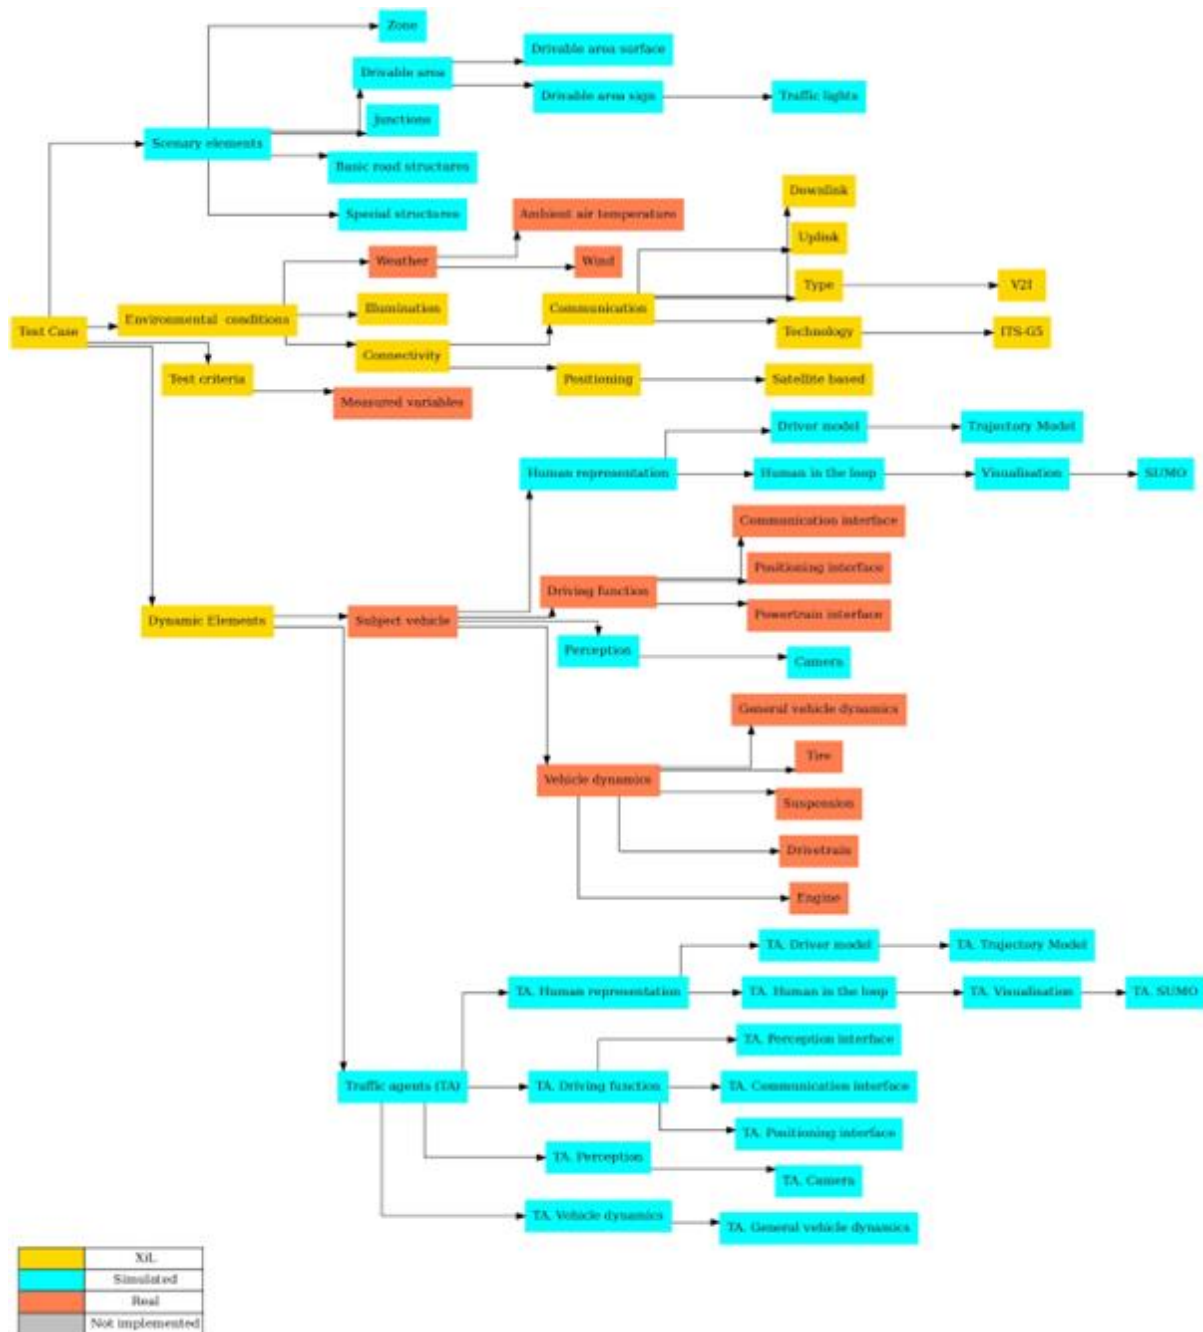 Zone
Drivable area surface
Drivable area
Drivable area sign
Traffic lights
Junctions
Scenary elements
Basic road structures
Special structures
Downlink
Ambient air temperature
Uplink
Weather
Wind
Type
V2I
Illumination
Communication
Environmental conditions
Test Case
Technology
ITS-G5
Connectivity
Test criteria
Positioning
Satellite based
Measured variables
Driver model
Trajectory Model
Human representation
Human in the loop
Visualisation
SUMO
Communication interface
Positioning interface
Driving function
Powertrain interface
Dynamic Elements
Subject vehicle
Perception
Camera
General vehicle dynamics
Tire
Vehicle dynamics
Suspension
Drivetrain
Engine
TA. Driver model
TA. Trajectory Model
TA. Human representation
TA. Human in the loop
TA. Visualisation
TA. SUMO
TA. Perception interface
Traffic agents (TA)
TA. Driving function
TA. Communication interface
TA. Positioning interface
TA. Perception
TA. Camera
TA. Vehicle dynamics
TA. General vehicle dynamics
XiL
Simulated
Real
Not implemented